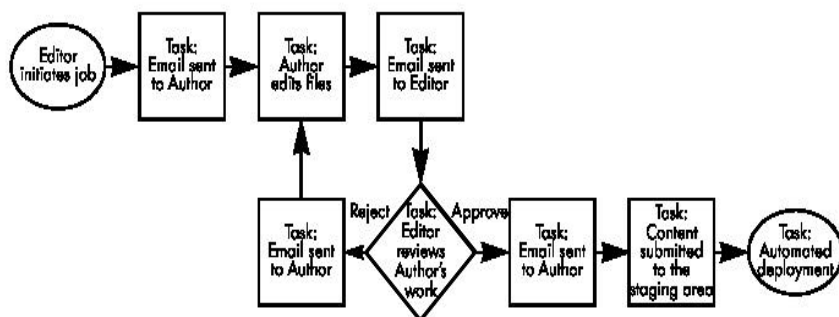 Editor
initiates job
Task:
Email sent
to Author
Task:
Author
edits files
Task:
Email sent
to Editor
Reject
Approve
Task:
Email sent
to Author
Task:
Editor
reviews
Author's
work
Task:
Email sent
to Author
Task:
Content
submitted
to the
staging area
Task:
Automated
deployment